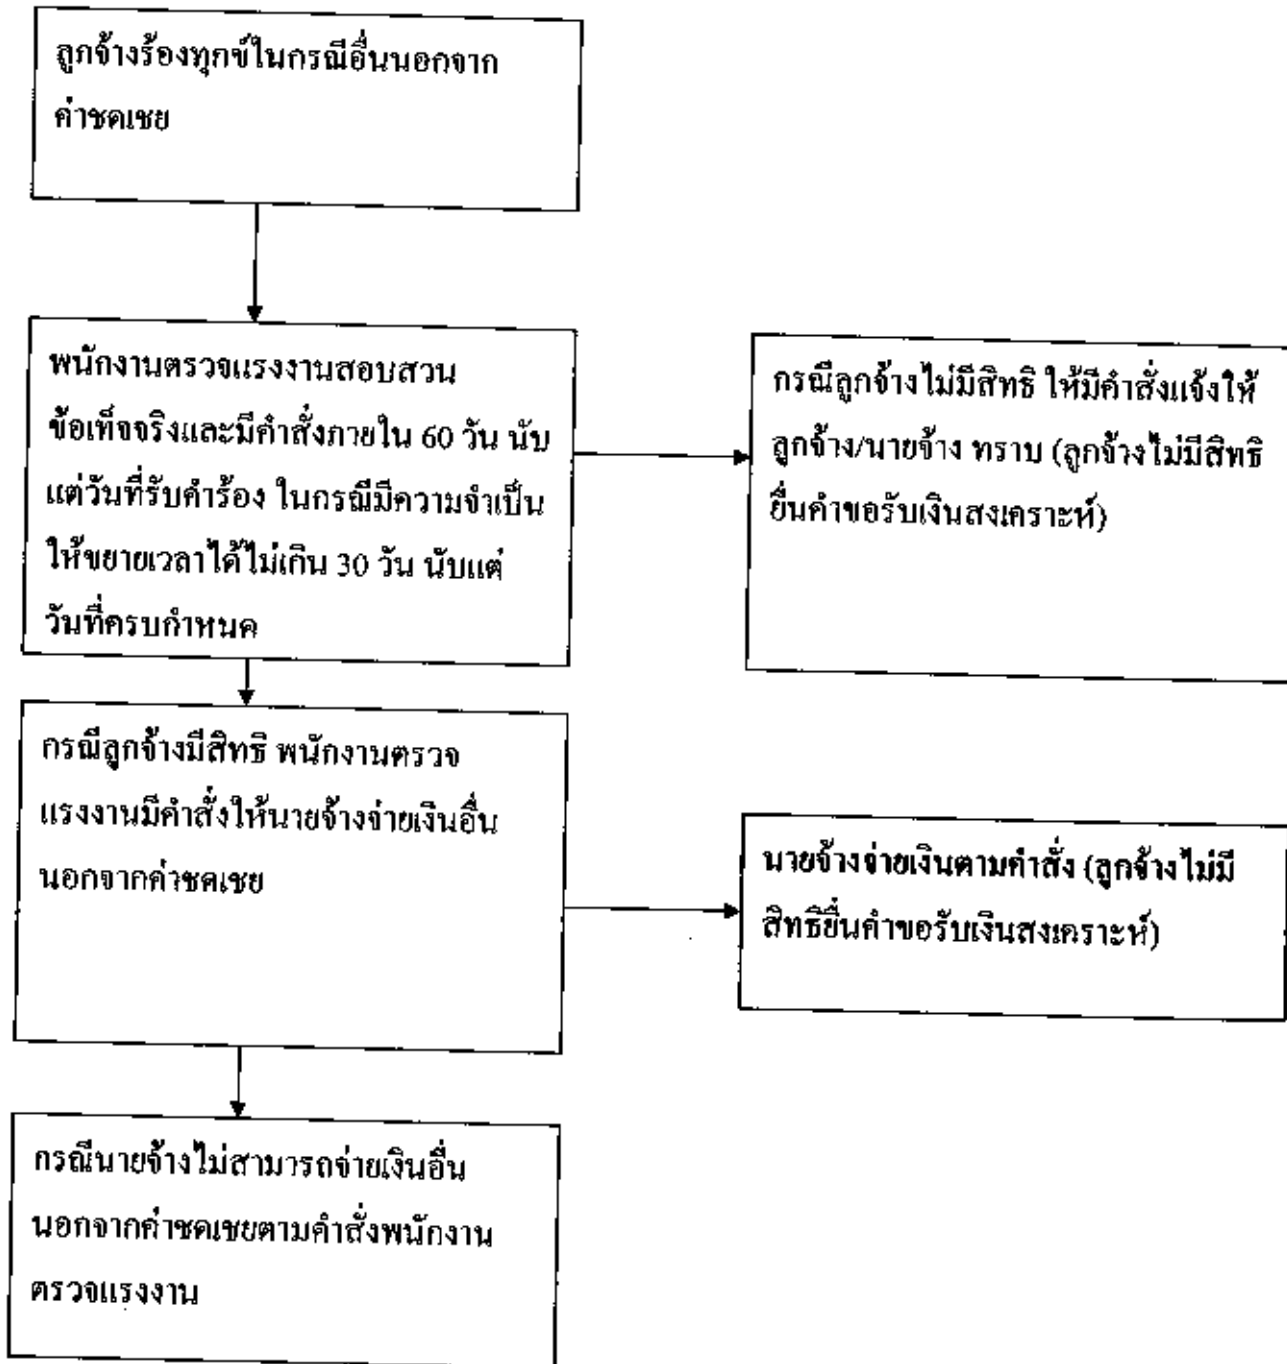 ลูกจ้างร้องทุกข์ในกรณีอื่นนอกจาก
ค่าชดเชย
พนักงานตรวจแรงงานสอบสวน
ข้อเท็จจริงและมีคำสั่งภายใน 60 วัน นับ
แต่วันที่รับคำร้อง ในกรณีมีความจำเป็น
ให้ขยายเวลาได้ไม่เกิน 30 วัน นับแต่
วันที่ครบกำหนด
กรณีลูกจ้างไม่มีสิทธิ ให้มีคำสั่งแจ้งให้
ลูกจ้าง/นายจ้าง ทราบ (ลูกจ้างไม่มีสิทธิ
ยื่นคำขอรับเงินสงเคราะห์)
กรณีลูกจ้างมีสิทธิ พนักงานตรวจ
แรงงานมีคำสั่งให้นายจ้างจ่ายเงินอื่น
นอกจากค่าชดเชย
นายจ้างจ่ายเงินตามคำสั่ง (ลูกจ้างไม่มี
สิทธิยื่นคำขอรับเงินสงเคราะห์)
กรณีนายจ้างไม่สามารถจ่ายเงินอื่น
นอกจากค่าชดเชยตามคำสั่งพนักงาน
ตรวจแรงงาน